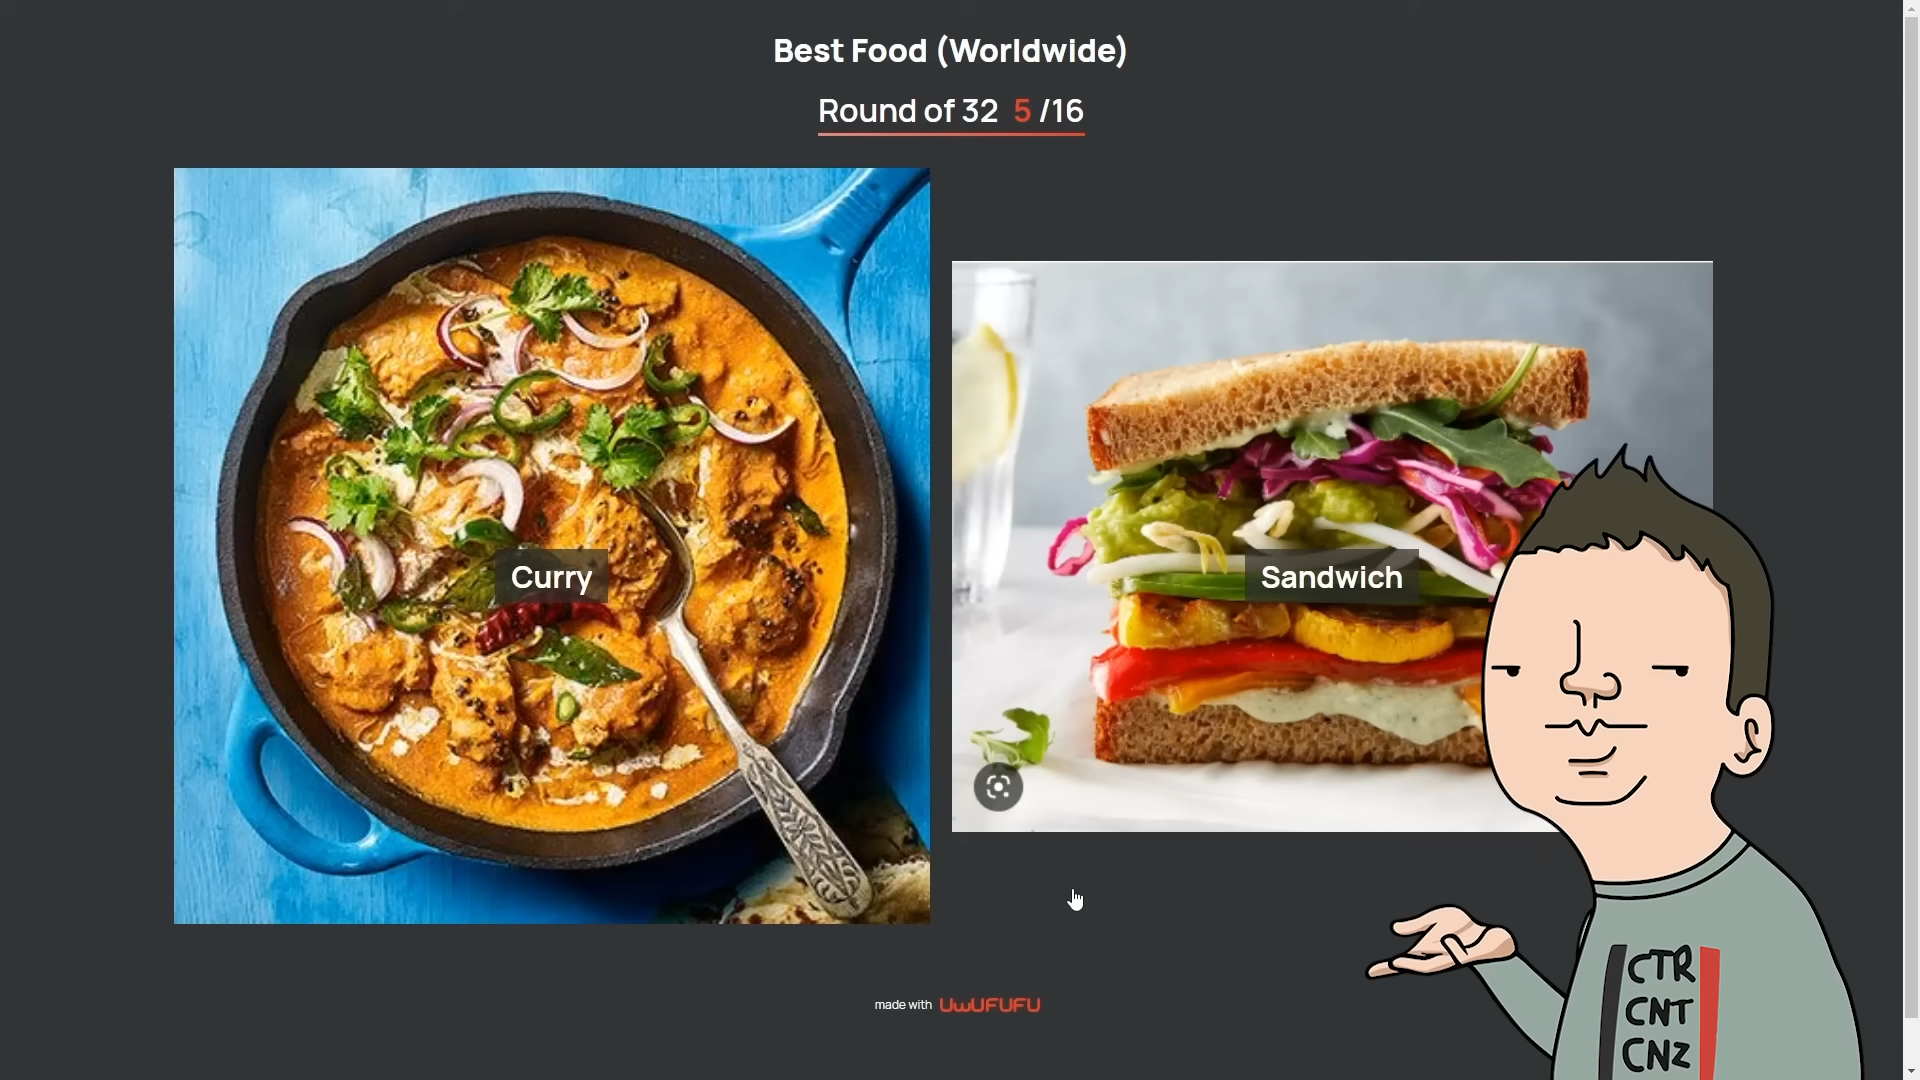 Best Food (Worldwide)
Round of 32 5 /16
Curry
Sandwich
made with UwUFUFU
CTR
CNT
CNZ